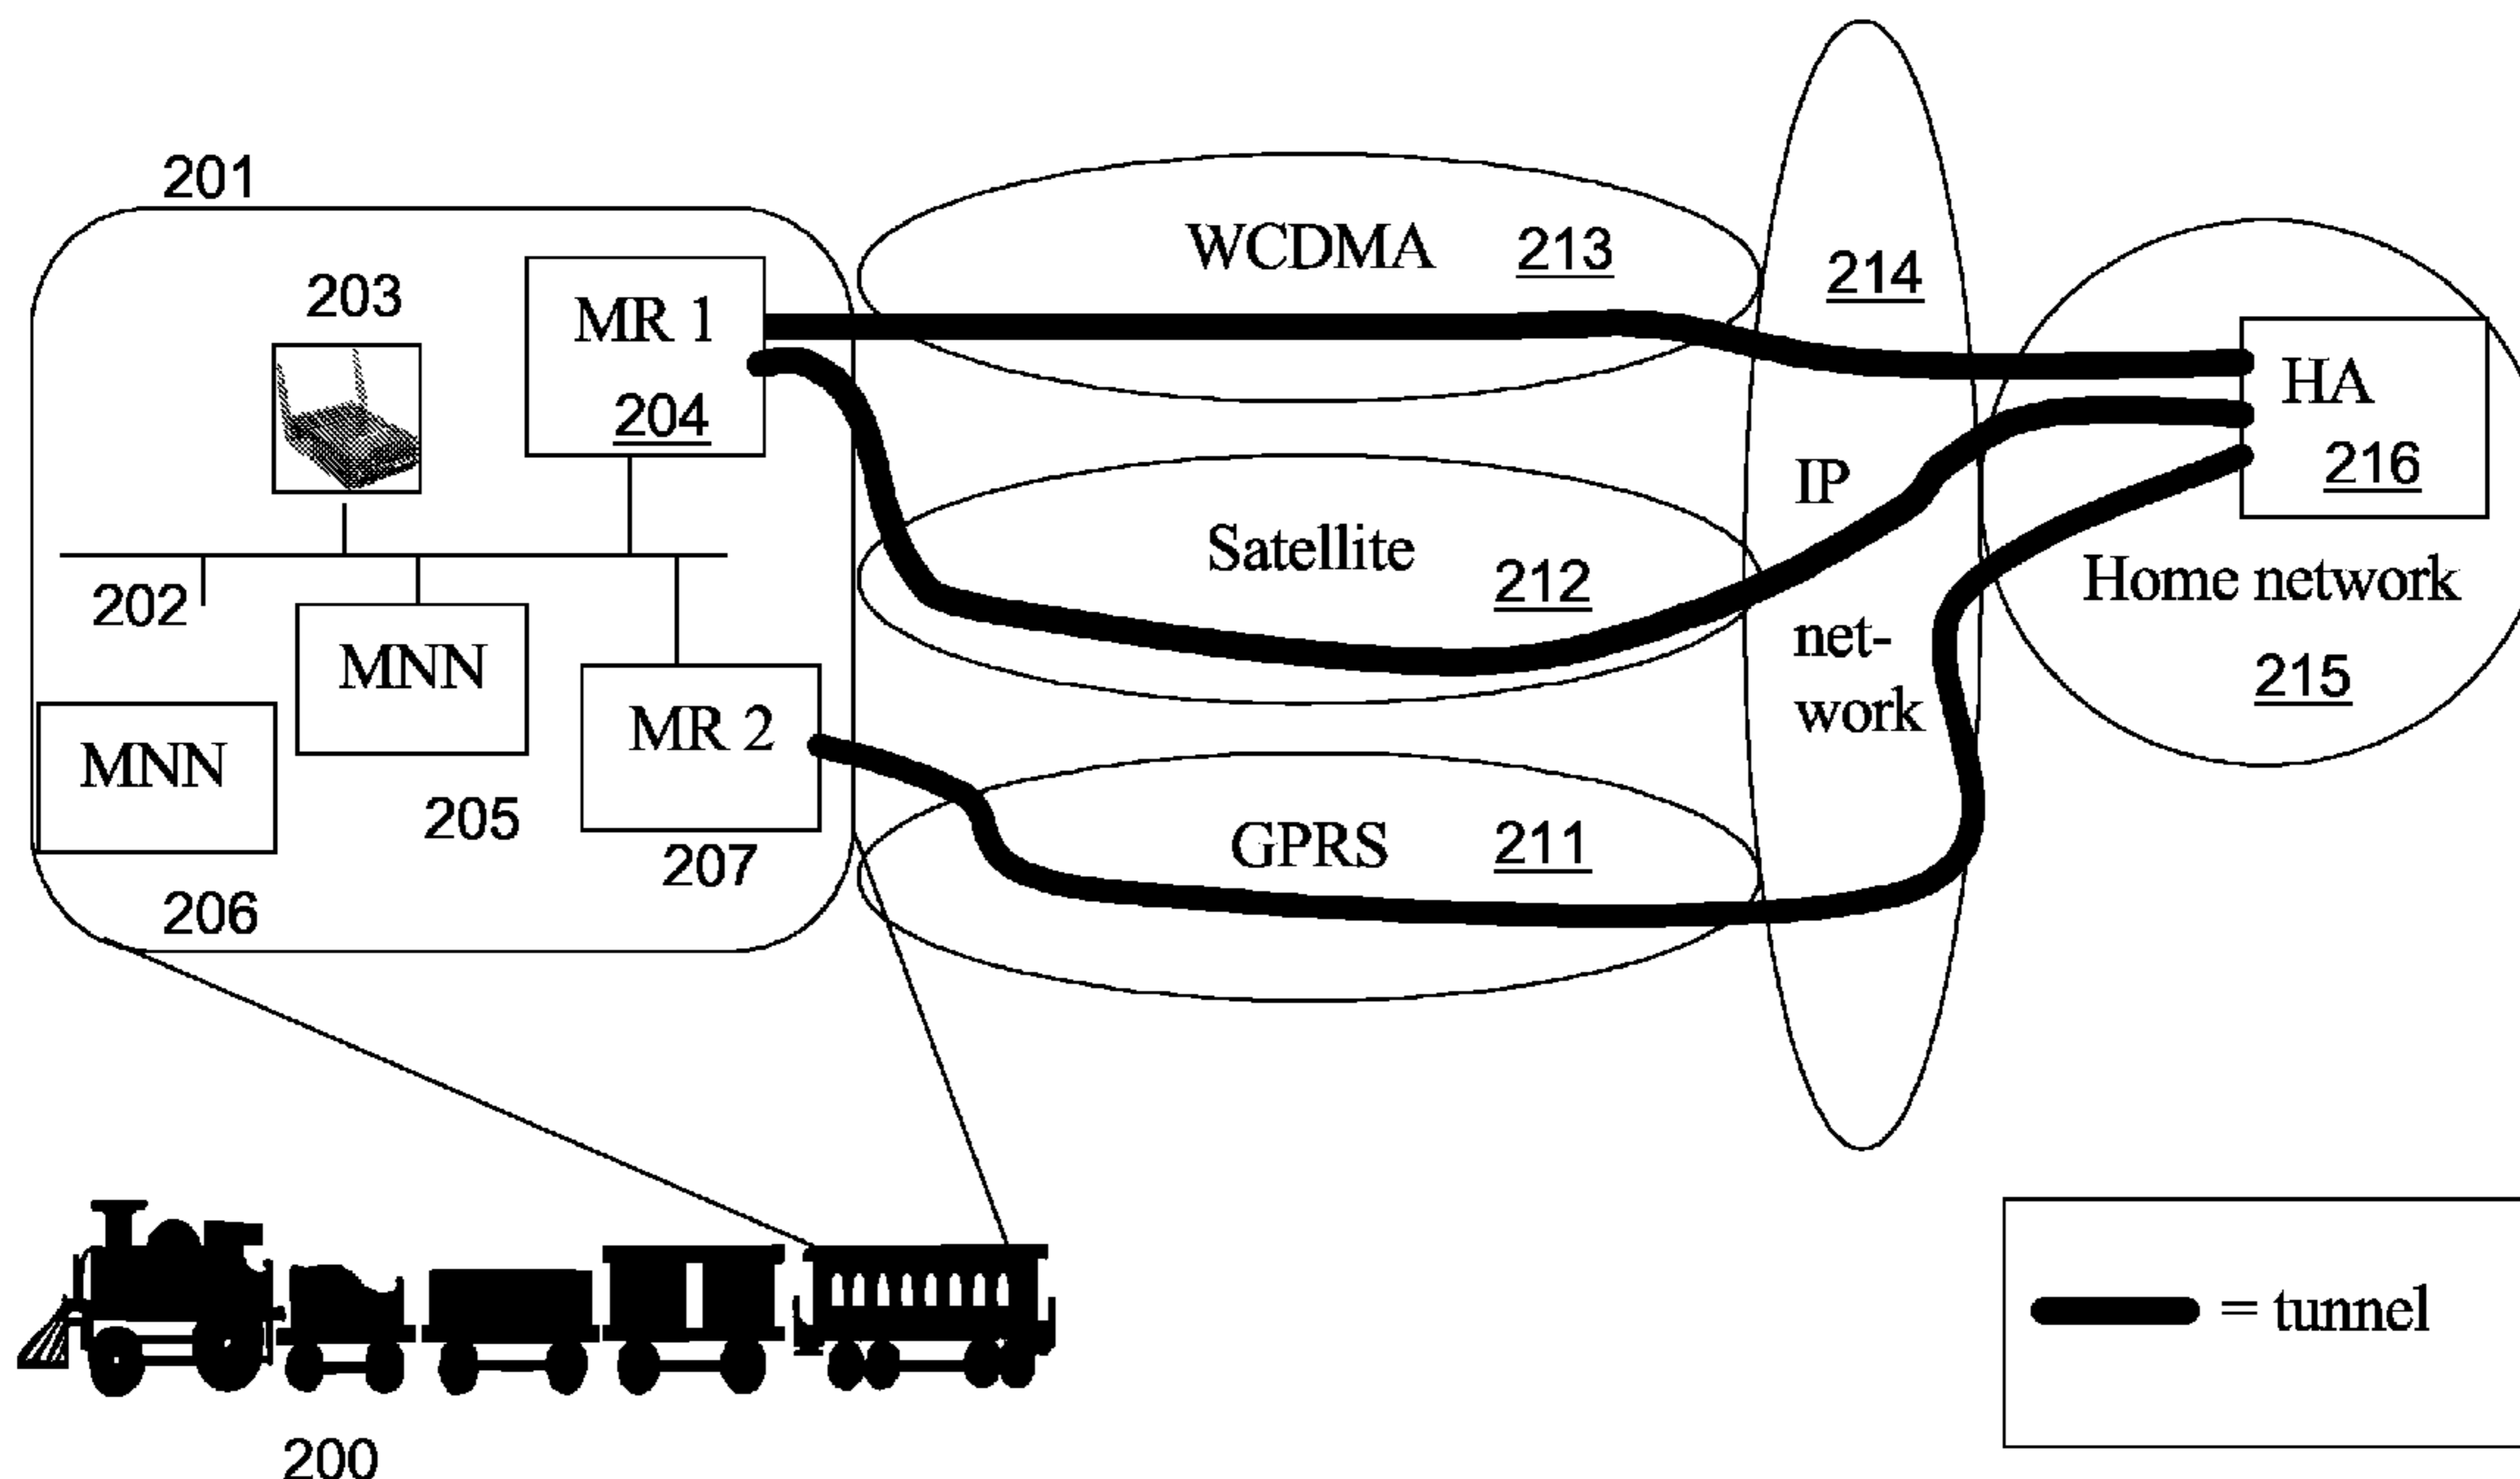 201
203
MR 1
204
202
MNN
205
MNN
206
MR 2
207
WCDMA 213
Satellite 212
GPRS 211
214
IP
net-
work
HA
216
Home network
215
= tunnel
200